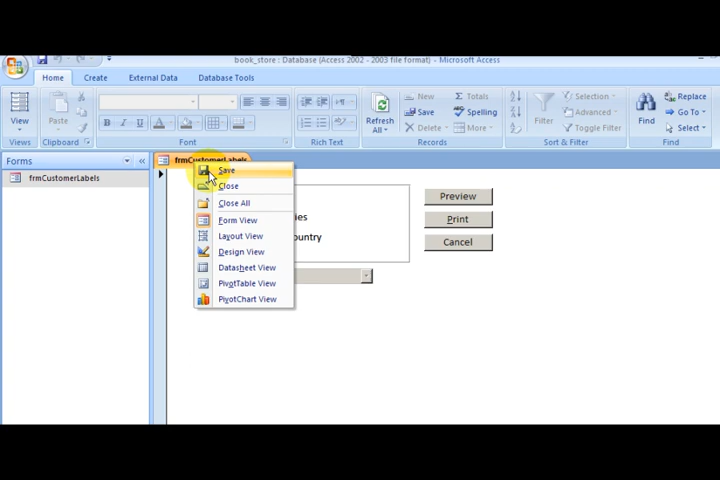 book_store : Database (Access 2002 - 2003 file format) - Microsoft Access
Home Create External Data Database Tools
View
Views
Paste
Clipboard
B I U
Font
Rich Text
Refresh All
New
Save
Delete
Totals
Spelling
More
Records
Filter
Selection
Advanced
Toggle Filter
Sort & Filter
Find
Replace
Go To
Select
Find
Forms
frmCustomerLabels
frmCustomerLabels
Save
Close
Close All
Form View
Layout View
Design View
Datasheet View
PivotTable View
PivotChart View
Preview
Print
Cancel